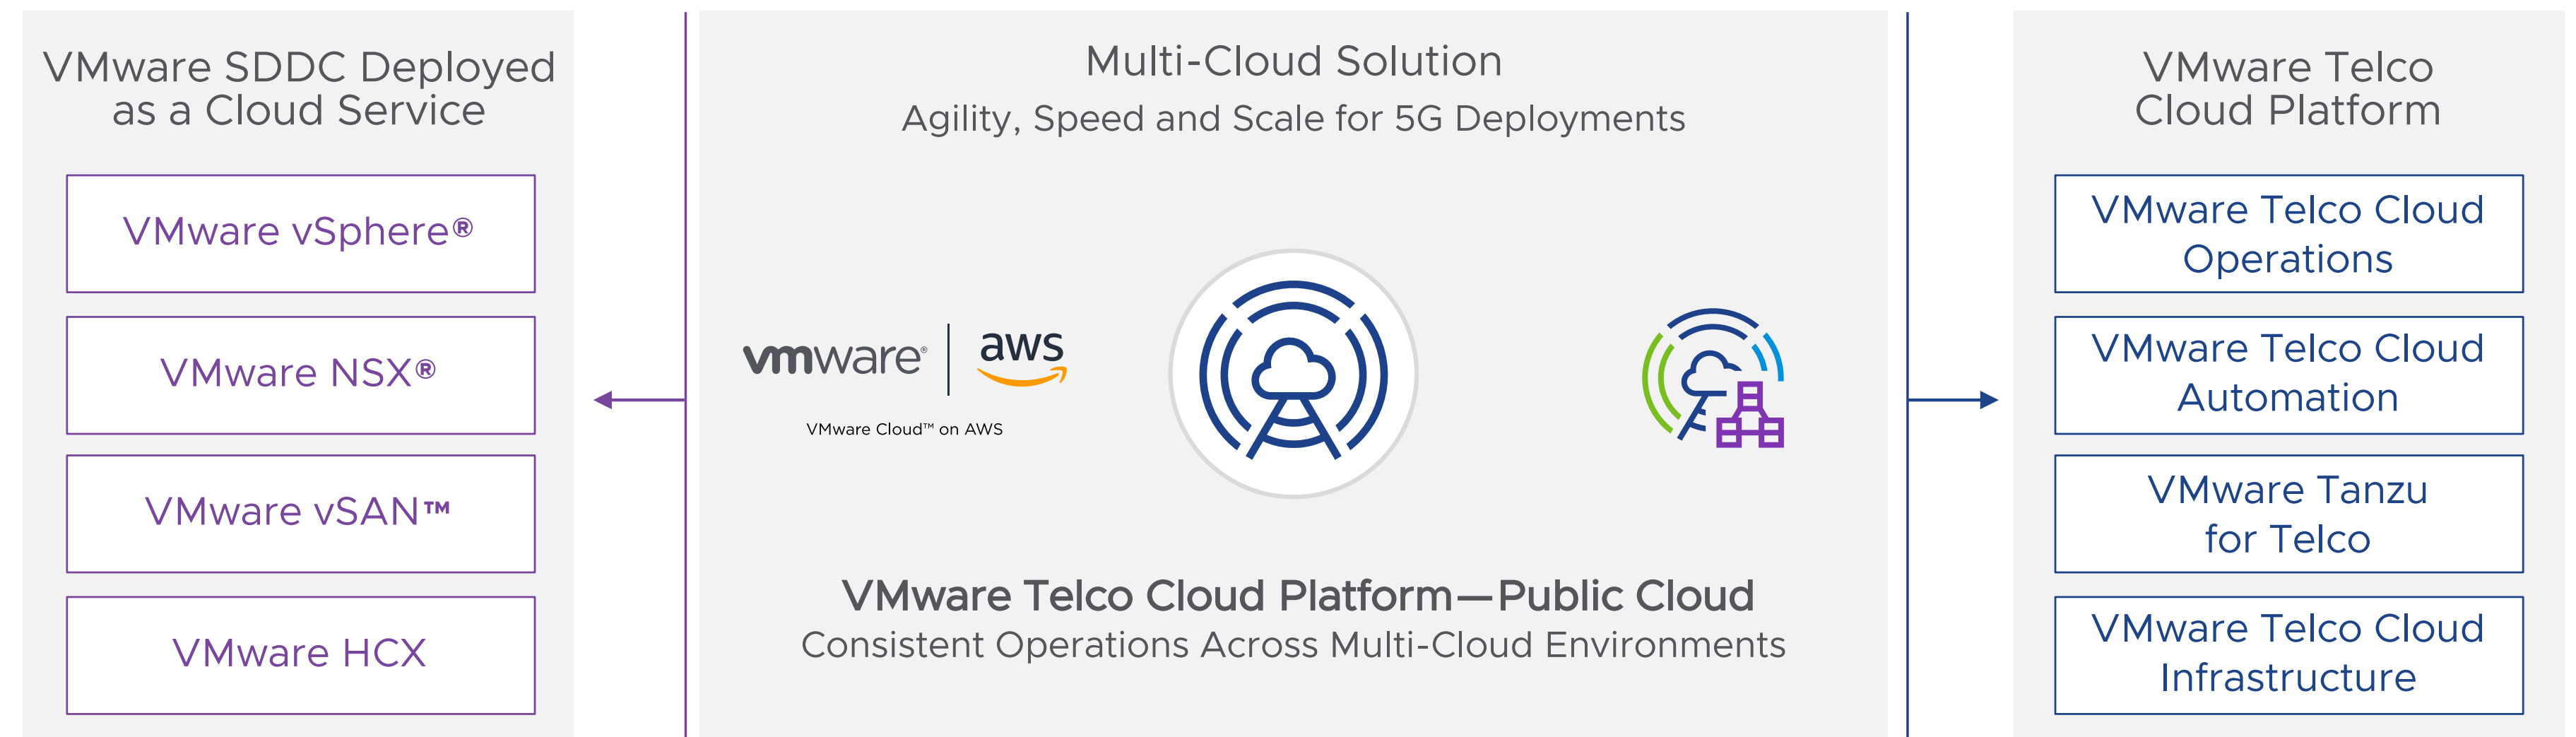 VMware SDDC Deployed
as a Cloud Service
VMware vSphere®
VMware NSX®
VMware vSAN™
VMware HCX
Multi-Cloud Solution
Agility, Speed and Scale for 5G Deployments
vmware®
aws
VMware Cloud™ on AWS
VMware Telco Cloud Platform—Public Cloud
Consistent Operations Across Multi-Cloud Environments
VMware Telco
Cloud Platform
VMware Telco Cloud
Operations
VMware Telco Cloud
Automation
VMware Tanzu
for Telco
VMware Telco Cloud
Infrastructure